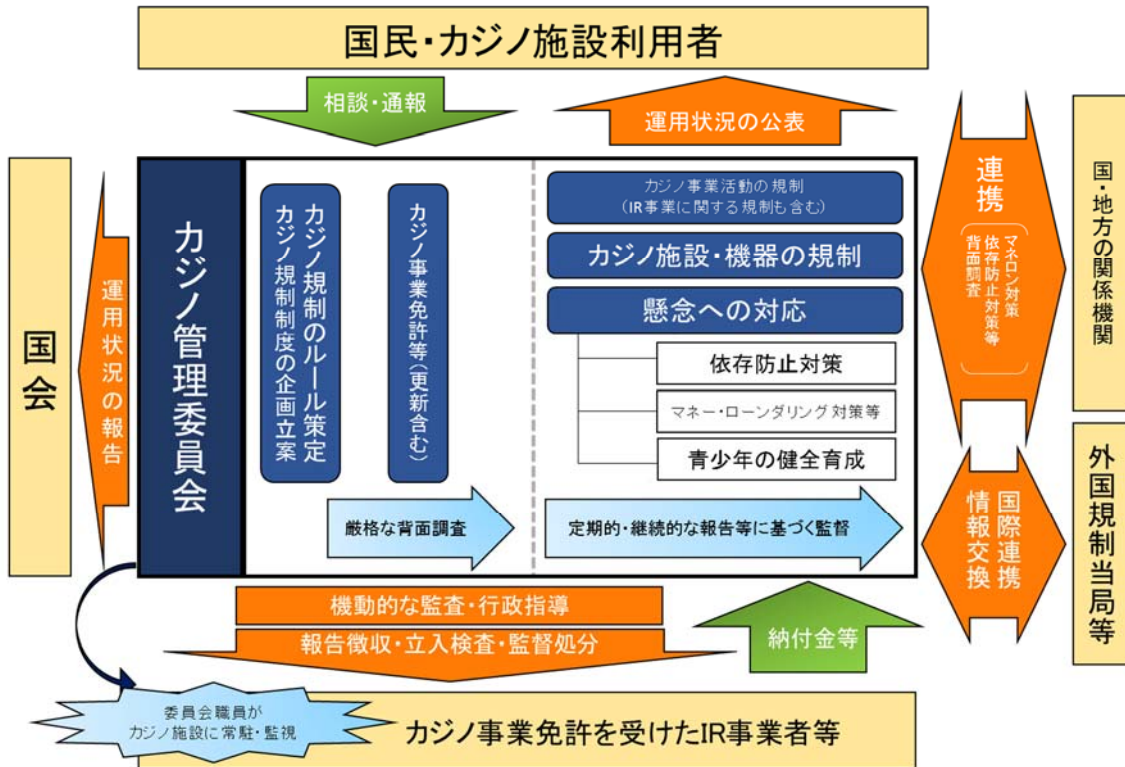 国民・カジノ施設利用者
相談・通報
運用状況の公表
国会
運用状況の報告
カジノ管理委員会
カジノ規制のルール策定
カジノ規制制度の企画立案
カジノ事業免許等(更新含む)
カジノ事業活動の規制
(IR事業に関する規制も含む)
カジノ施設・機器の規制
懸念への対応
依存防止対策
マネー・ローンダリング対策等
青少年の健全育成
厳格な背面調査
定期的・継続的な報告等に基づく監督
連携
マネロン対策
依存防止対策等
背面調査
国・地方の関係機関
国際連携
情報交換
外国規制当局等
機動的な監査・行政指導
報告徴収・立入検査・監督処分
納付金等
委員会職員が
カジノ施設に常駐・監視
カジノ事業免許を受けたIR事業者等